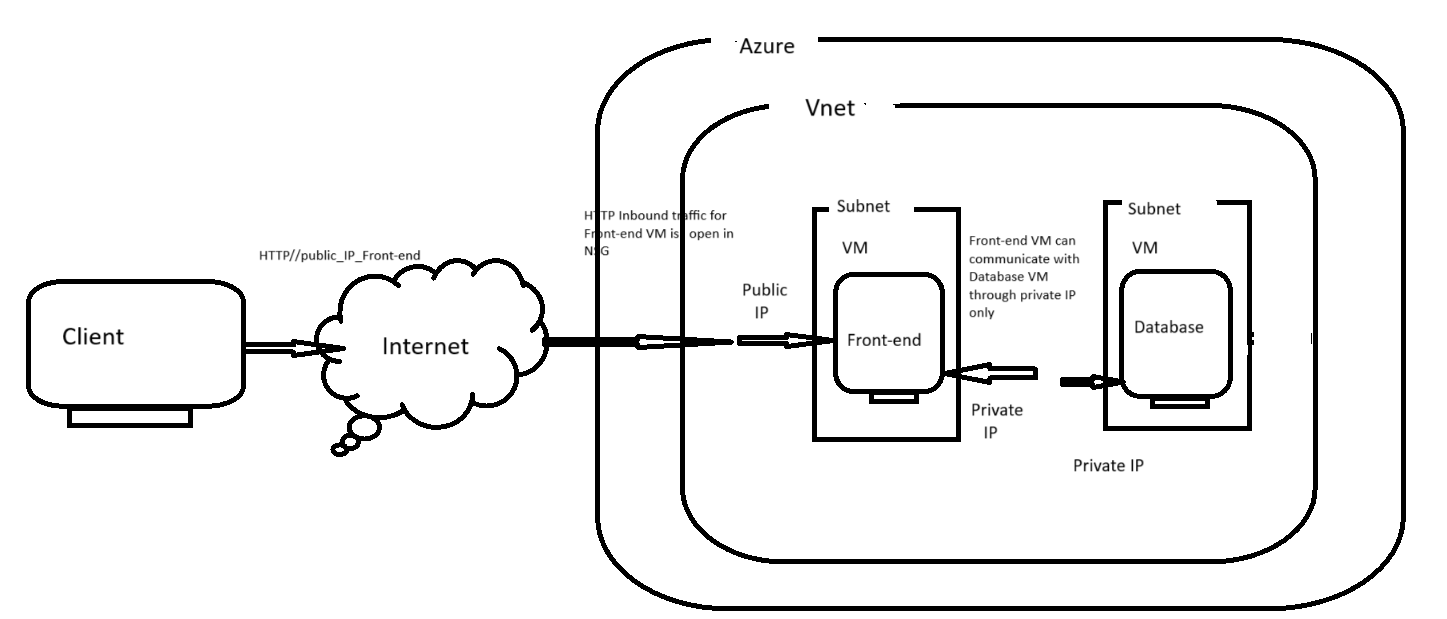 Azure
Vnet
Subnet
VM
Front-end
Subnet
VM
Database
HTTP Inbound traffic for
Front-end VM is open in
NSG
HTTP//public_IP_Front-end
Client
Internet
Public
IP
Front-end VM can
communicate with
Database VM
through private IP
only
Private
IP
Private IP